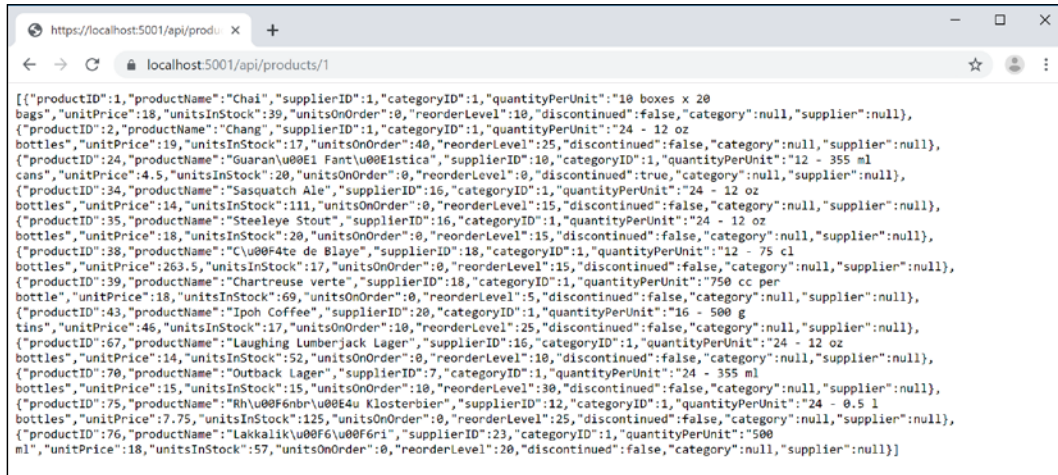 https://localhost:5001/api/produ
localhost:5001/api/products/1
[{"productID":1,"productName":"Chai","supplierID":1,"categoryID":1,"quantityPerUnit":"10 boxes x 20
bags","unitPrice":18,"unitsInStock":39,"unitsOnOrder":0,"reorderLevel":10,"discontinued":false,"category":null,"supplier":null},
{"productID":2,"productName":"Chang","supplierID":1,"categoryID":1,"quantityPerUnit":"24 - 12 oz
bottles","unitPrice":19,"unitsInStock":17,"unitsOnOrder":40,"reorderLevel":25,"discontinued":false,"category":null,"supplier":null},
{"productID":24,"productName":"Guaran\u00E1 Fant\u00E1stica","supplierID":10,"categoryID":1,"quantityPerUnit":"12 - 355 ml
cans","unitPrice":4.5,"unitsInStock":20,"unitsOnOrder":0,"reorderLevel":0,"discontinued":true,"category":null,"supplier":null},
{"productID":34,"productName":"Sasquatch Ale","supplierID":16,"categoryID":1,"quantityPerUnit":"24 - 12 oz
bottles","unitPrice":14,"unitsInStock":111,"unitsOnOrder":0,"reorderLevel":15,"discontinued":false,"category":null,"supplier":null},
{"productID":35,"productName":"Steeleye Stout","supplierID":16,"categoryID":1,"quantityPerUnit":"24 - 12 oz
bottles","unitPrice":18,"unitsInStock":20,"unitsOnOrder":0,"reorderLevel":15,"discontinued":false,"category":null,"supplier":null},
{"productID":38,"productName":"C\u00F4te de Blaye","supplierID":18,"categoryID":1,"quantityPerUnit":"12 - 75 cl
bottles","unitPrice":263.5,"unitsInStock":17,"unitsOnOrder":0,"reorderLevel":15,"discontinued":false,"category":null,"supplier":null},
{"productID":39,"productName":"Chartreuse verte","supplierID":18,"categoryID":1,"quantityPerUnit":"750 cc per
bottle","unitPrice":18,"unitsInStock":69,"unitsOnOrder":0,"reorderLevel":5,"discontinued":false,"category":null,"supplier":null},
{"productID":43,"productName":"Ipoh Coffee","supplierID":20,"categoryID":1,"quantityPerUnit":"16 - 500 g
tins","unitPrice":46,"unitsInStock":17,"unitsOnOrder":10,"reorderLevel":25,"discontinued":false,"category":null,"supplier":null},
{"productID":67,"productName":"Laughing Lumberjack Lager","supplierID":16,"categoryID":1,"quantityPerUnit":"24 - 12 oz
bottles","unitPrice":14,"unitsInStock":52,"unitsOnOrder":0,"reorderLevel":10,"discontinued":false,"category":null,"supplier":null},
{"productID":70,"productName":"Outback Lager","supplierID":7,"categoryID":1,"quantityPerUnit":"24 - 355 ml
bottles","unitPrice":15,"unitsInStock":15,"unitsOnOrder":10,"reorderLevel":30,"discontinued":false,"category":null,"supplier":null},
{"productID":75,"productName":"Rh\u00F6nbr\u00E4u Klosterbier","supplierID":12,"categoryID":1,"quantityPerUnit":"24 - 0.5 l
bottles","unitPrice":7.75,"unitsInStock":125,"unitsOnOrder":0,"reorderLevel":25,"discontinued":false,"category":null,"supplier":null},
{"productID":76,"productName":"Lakkalik\u00F6\u00F6ri","supplierID":23,"categoryID":1,"quantityPerUnit":"500
ml","unitPrice":18,"unitsInStock":57,"unitsOnOrder":0,"reorderLevel":20,"discontinued":false,"category":null,"supplier":null}]